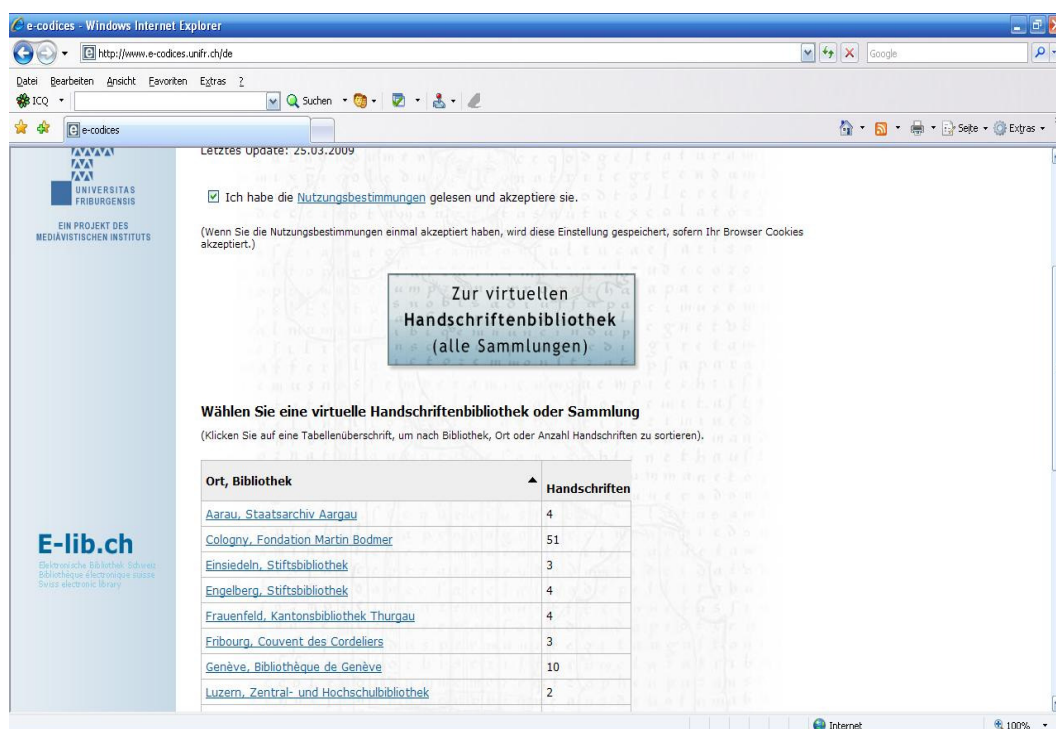 e-codices - Windows Internet Explorer
http://www.e-codices.unifr.ch/de
Google
Datei Bearbeiten Ansicht Favoriten Extras ?
ICQ
Suchen
e-codices
Seite
Extras
Letztes Update: 25.03.2009
UNIVERSITAS
FRIBURGENSIS
EIN PROJEKT DES
MEDIÄVISTISCHEN INSTITUTS
Ich habe die Nutzungsbestimmungen gelesen und akzeptiere sie.
(Wenn Sie die Nutzungsbestimmungen einmal akzeptiert haben, wird diese Einstellung gespeichert, sofern Ihr Browser Cookies
akzeptiert.)
Zur virtuellen
Handschriftenbibliothek
(alle Sammlungen)
Wählen Sie eine virtuelle Handschriftenbibliothek oder Sammlung
(Klicken Sie auf eine Tabellenüberschrift, um nach Bibliothek, Ort oder Anzahl Handschriften zu sortieren).
Ort, Bibliothek Handschriften
Aarau, Staatsarchiv Aargau 4
Cologny, Fondation Martin Bodmer 51
Einsiedeln, Stiftsbibliothek 3
Engelberg, Stiftsbibliothek 4
Frauenfeld, Kantonsbibliothek Thurgau 4
Fribourg, Couvent des Cordeliers 3
Genève, Bibliothèque de Genève 10
Luzern, Zentral- und Hochschulbibliothek 2
E-lib.ch
Elektronische Bibliothek Schweiz
Bibliothèque électronique suisse
Swiss electronic library
Internet
100%